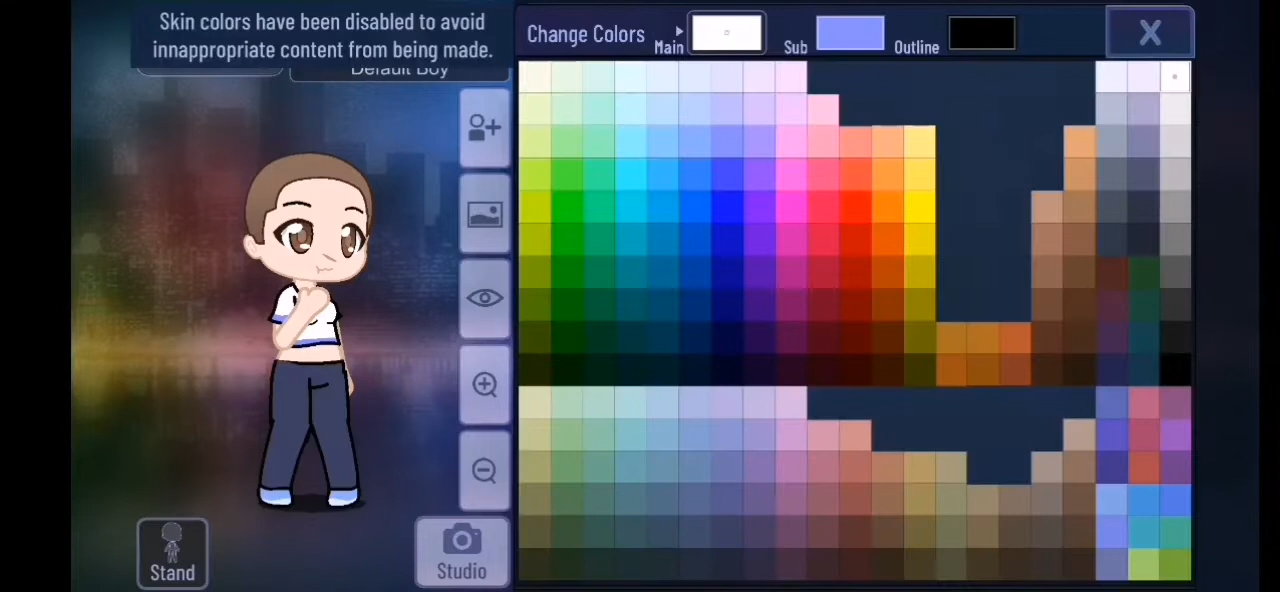 Skin colors have been disabled to avoid
innappropriate content from being made.
Default Boy
Change Colors
Main
Sub
Outline
X
Stand
Studio